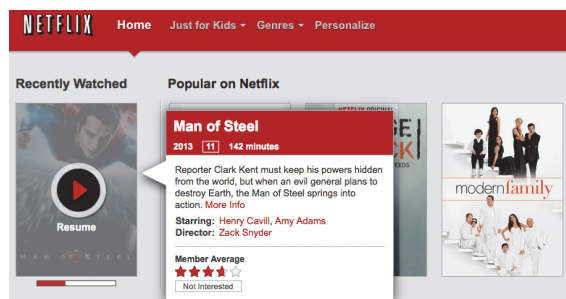 NETFLIX
Home
Just for Kids
Genres
Personalize
Recently Watched
Popular on Netflix
Resume
MAN OF STEEL
Man of Steel
2013 11 142 minutes
Reporter Clark Kent must keep his powers hidden
from the world, but when an evil general plans to
destroy Earth, the Man of Steel springs into
action. More Info
Starring: Henry Cavill, Amy Adams
Director: Zack Snyder
Member Average
Not Interested
modern family